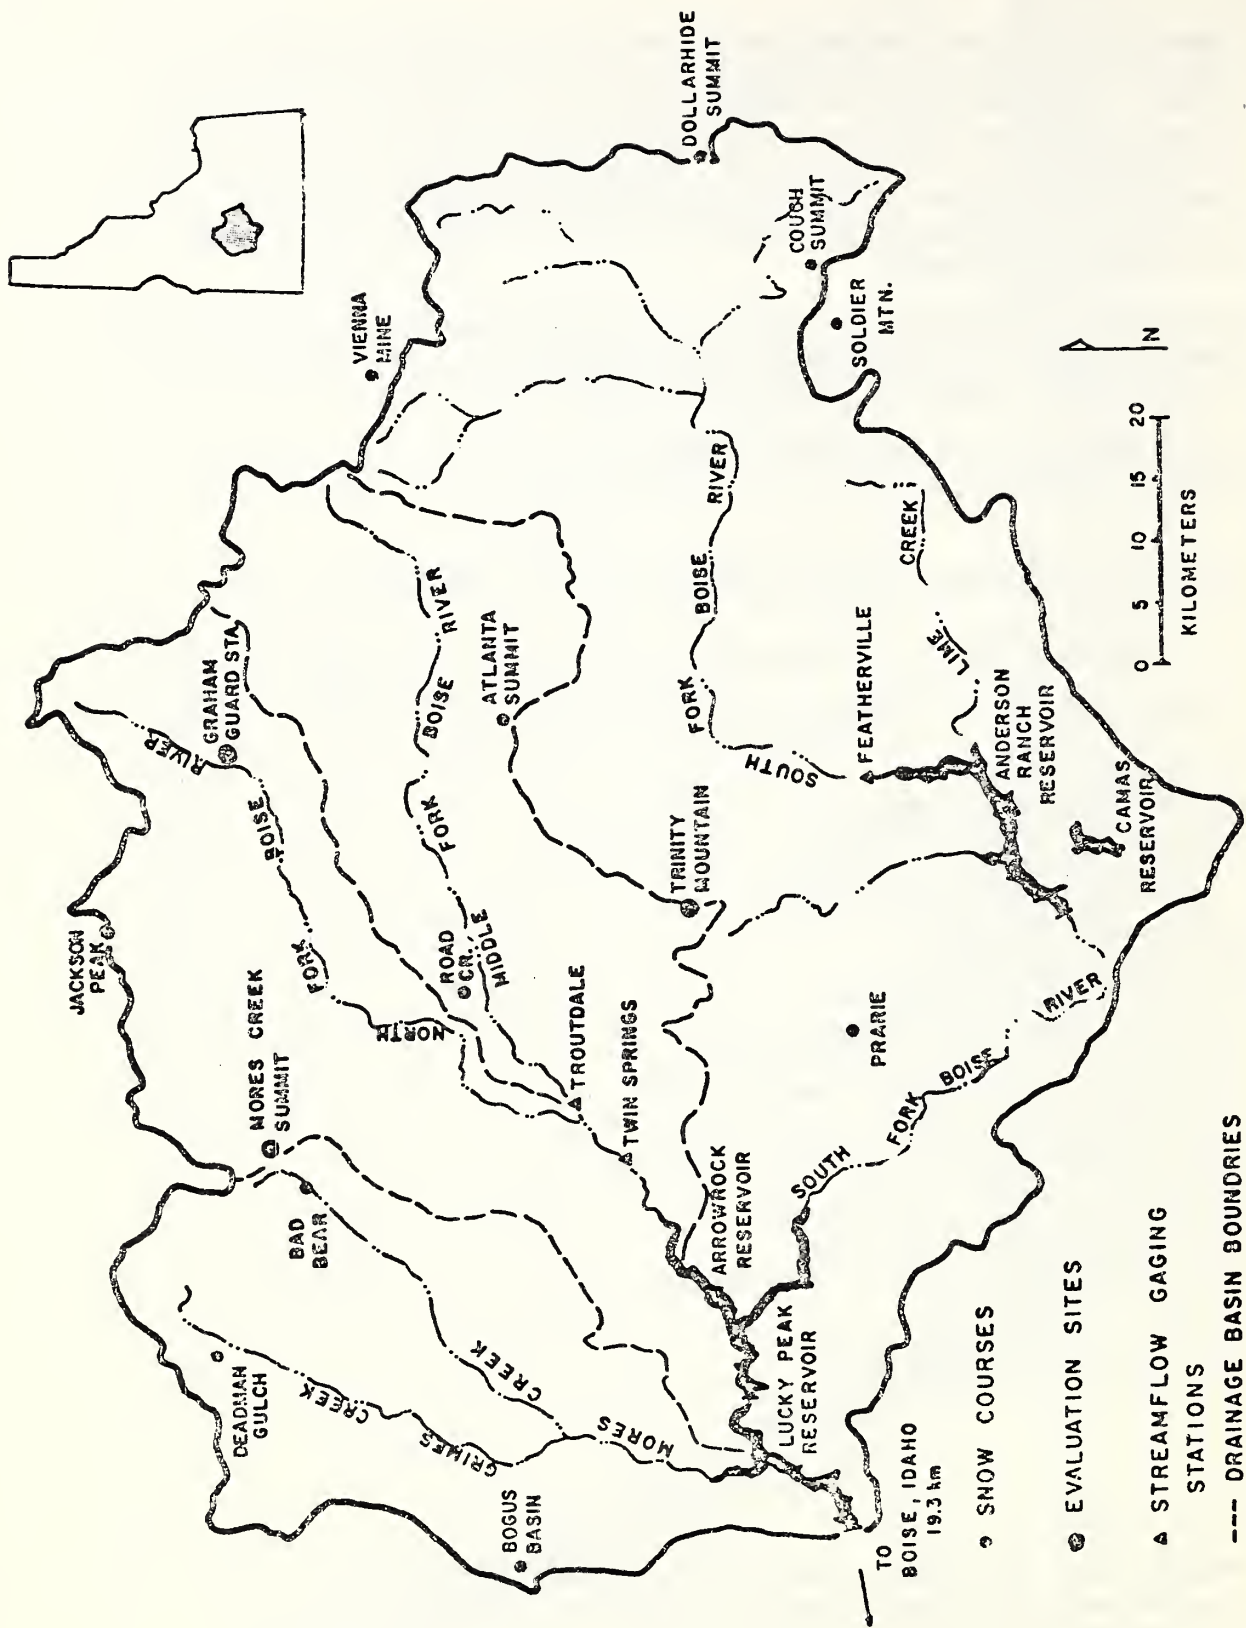 DOLLARHIDE
SUMMIT
COUCH
SUMMIT
SOLDIER
MTN.
VIENNA
MINE
N
0 5 10 15 20
KILOMETERS
GRAHAM
GUARD STA.
ATLANTA
SUMMIT
TRINITY
MOUNTAIN
JACKSON
PEAK
MORES CREEK
SUMMIT
ROAD
CR.
NORTH FORK BOISE RIVER
MIDDLE FORK BOISE RIVER
SOUTH FORK BOISE RIVER
LIME CREEK
FEATHERVILLE
ANDERSON
RANCH
RESERVOIR
CAMAS
RESERVOIR
PRARIE
TROUTDALE
TWIN SPRINGS
ARROWROCK
RESERVOIR
SOUTH FORK BOISE RIVER
BAD
BEAR
DEADMAN
GULCH
GRIMES CREEK
MORES CREEK
BOGUS
BASIN
LUCKY PEAK
RESERVOIR
TO
BOISE, IDAHO
19.3 km
SNOW COURSES
EVALUATION SITES
STREAMFLOW GAGING
STATIONS
--- DRAINAGE BASIN BOUNDRIES